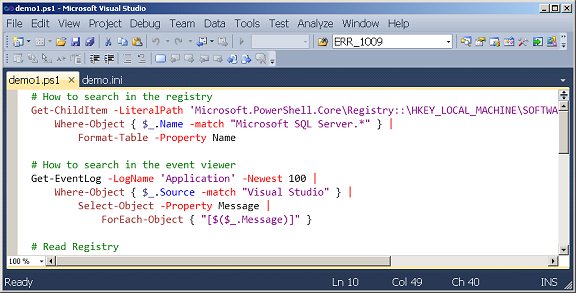 demo1.ps1 - Microsoft Visual Studio
File Edit View Project Debug Team Data Tools Test Analyze Window Help
ERR_1009
demo1.ps1 demo.ini
# How to search in the registry
Get-ChildItem -LiteralPath 'Microsoft.PowerShell.Core\Registry::\HKEY_LOCAL_MACHINE\SOFTWA
Where-Object { $_.Name -match "Microsoft SQL Server.*" } |
Format-Table -Property Name
# How to search in the event viewer
Get-EventLog -LogName 'Application' -Newest 100 |
Where-Object { $_.Source -match "Visual Studio" } |
Select-Object -Property Message |
ForEach-Object { "[$($_.Message)]" }
# Read Registry
100 %
Ready Ln 10 Col 49 Ch 40 INS